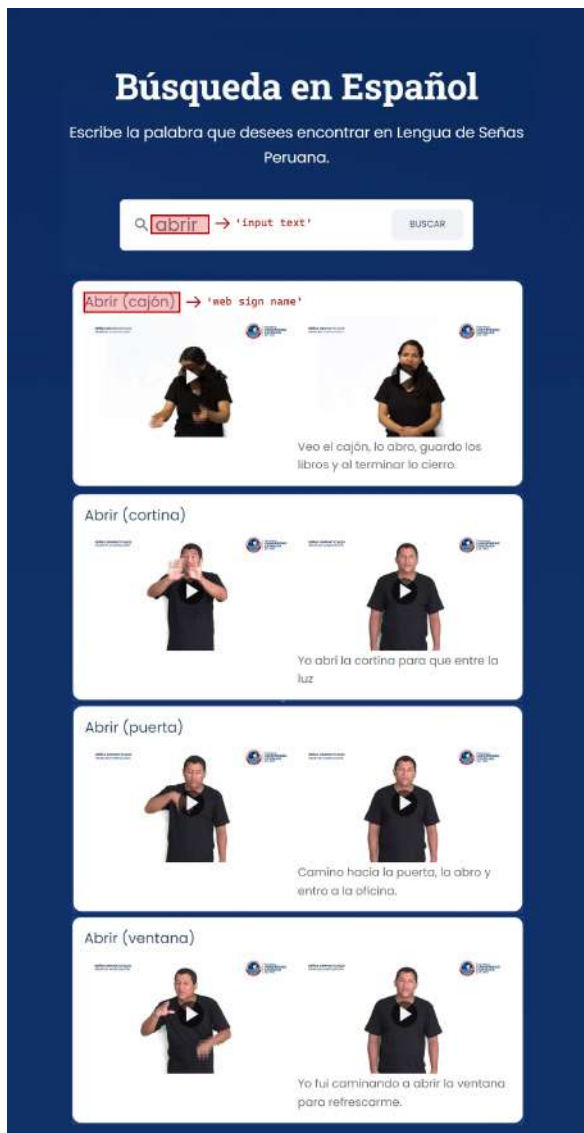 Búsqueda en Español
Escribe la palabra que desees encontrar en Lengua de Señas
Peruana.
abrir → 'input text'
BUSCAR
Abrir (cajón) → 'web sign name'
Veo el cajón, lo abro, guardo los
libros y al terminar lo cierro.
Abrir (cortina)
Yo abrí la cortina para que entre la
luz
Abrir (puerta)
Camino hacia la puerta, la abro y
entro a la oficina.
Abrir (ventana)
Yo fui caminando a abrir la ventana
para refrescarme.